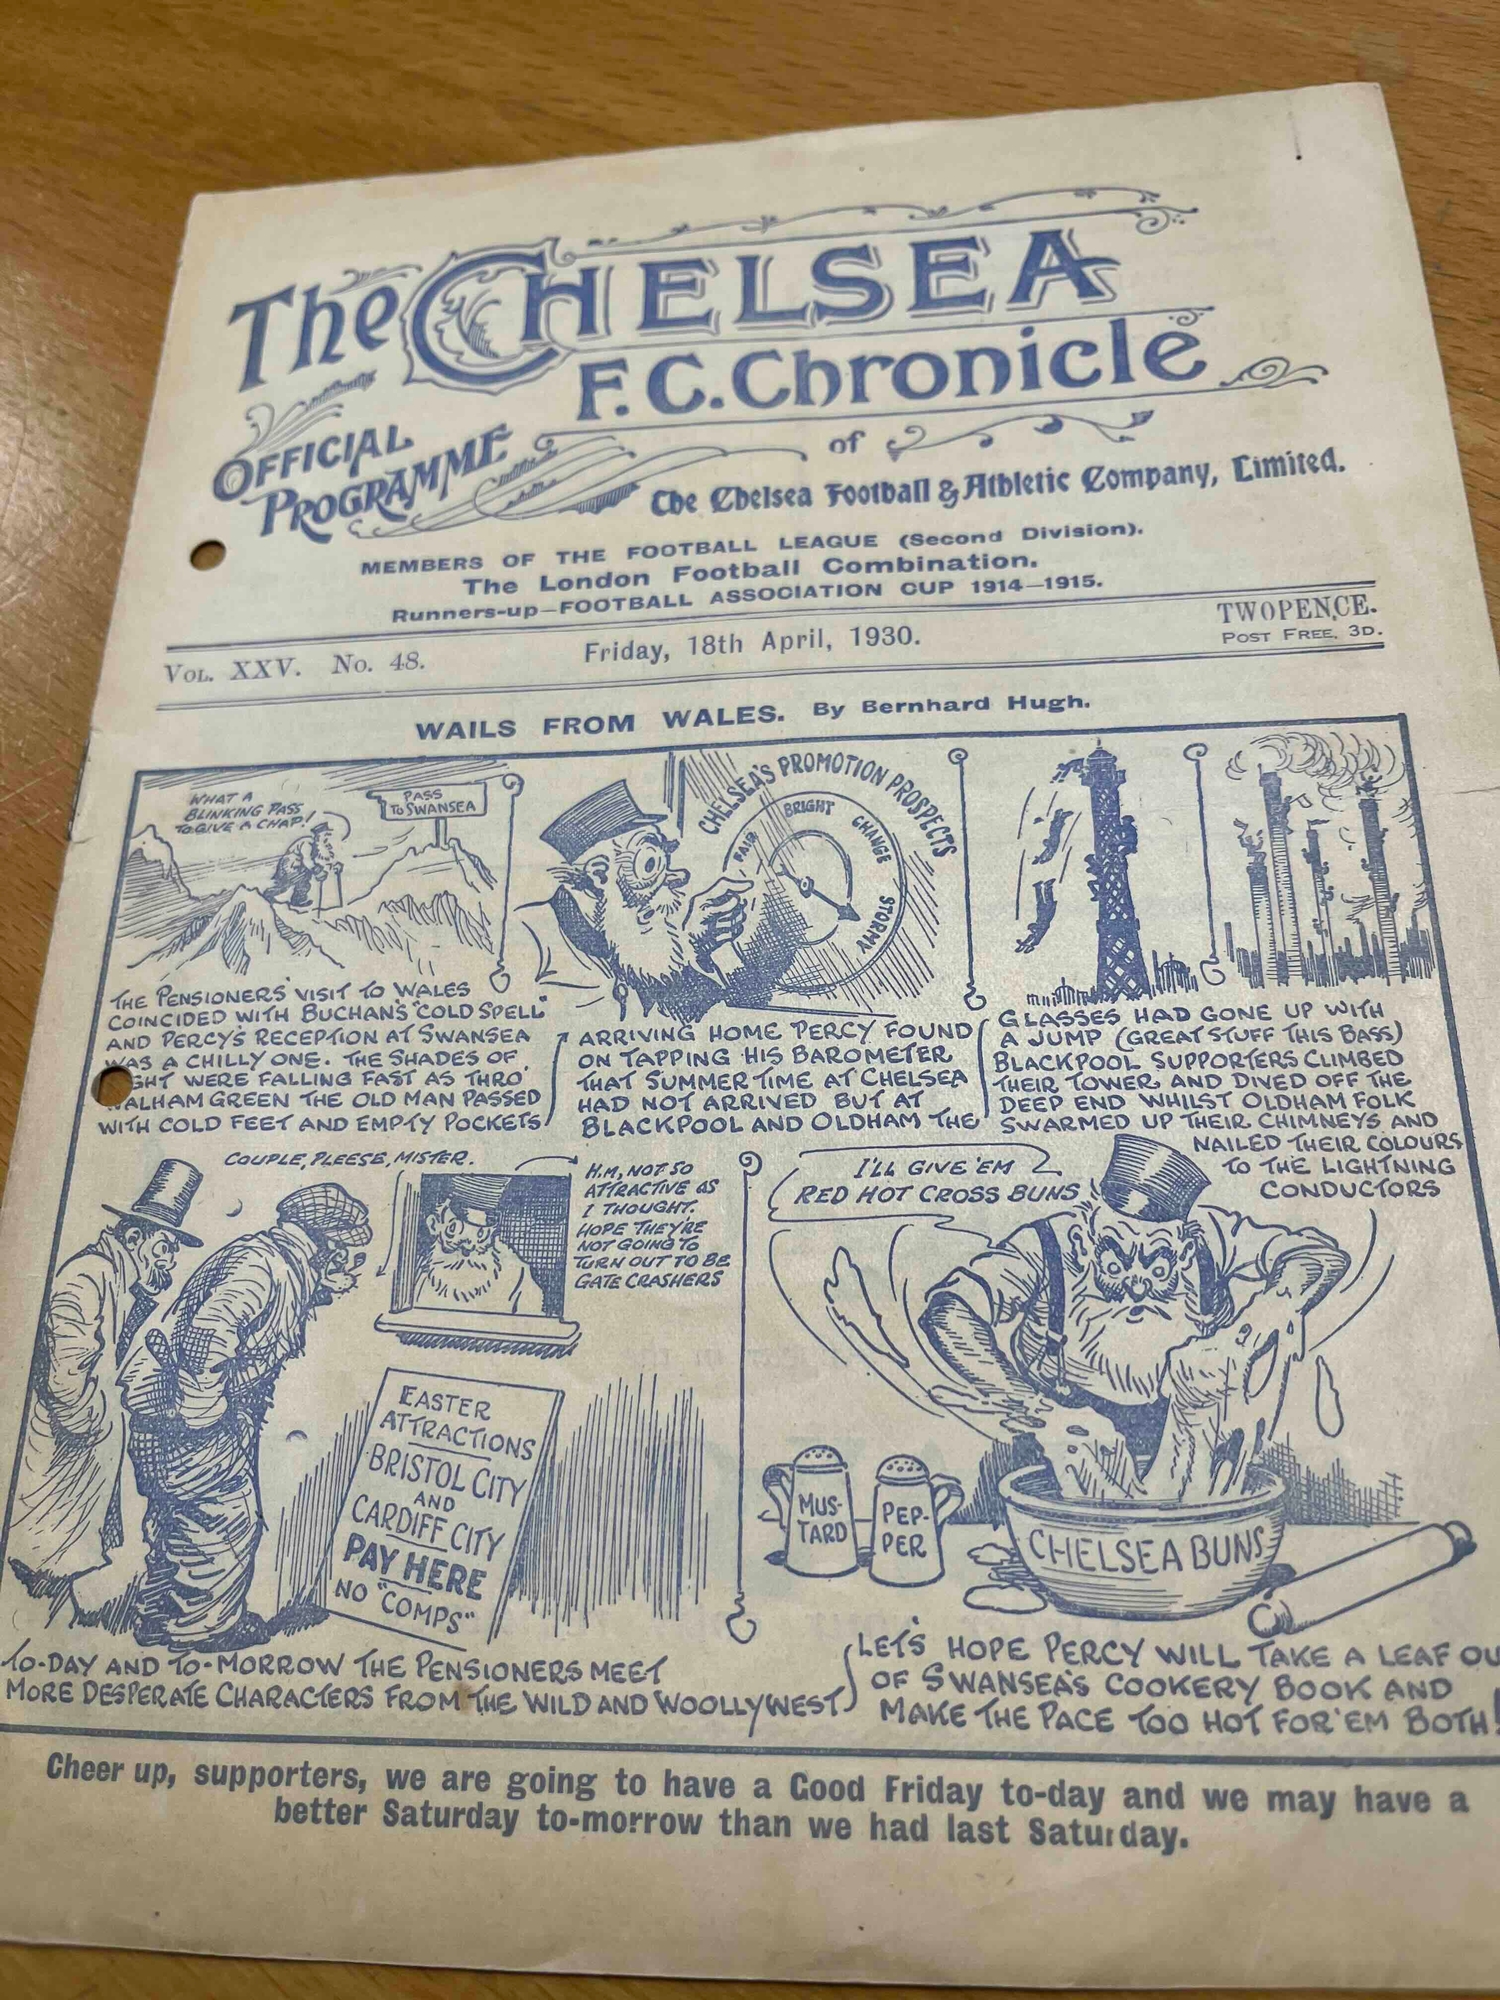 The CHELSEA
F.C. Chronicle
OFFICIAL
PROGRAMME
of
The Chelsea Football & Athletic Company, Limited.
MEMBERS OF THE FOOTBALL LEAGUE (Second Division).
The London Football Combination.
Runners-up—FOOTBALL ASSOCIATION CUP 1914—1915.
VOL. XXV. No. 48.
Friday, 18th April, 1930.
TWOPENCE.
POST FREE, 3D.
WAILS FROM WALES. By Bernhard Hugh.
WHAT A
BLINKING PASS
TO GIVE A CHAP!
PASS
TO SWANSEA
CHELSEA'S PROMOTION PROSPECTS
FAIR
BRIGHT
CHANGE
STORMY
THE PENSIONERS' VISIT TO WALES
COINCIDED WITH BUCHAN'S "COLD SPELL"
AND PERCY'S RECEPTION AT SWANSEA
WAS A CHILLY ONE. THE SHADES OF
GHT WERE FALLING FAST AS THRO'
WALHAM GREEN THE OLD MAN PASSED
WITH COLD FEET AND EMPTY POCKETS
ARRIVING HOME PERCY FOUND
ON TAPPING HIS BAROMETER
THAT SUMMER TIME AT CHELSEA
HAD NOT ARRIVED BUT AT
BLACKPOOL AND OLDHAM THE
GLASSES HAD GONE UP WITH
A JUMP (GREAT STUFF THIS BASS)
BLACKPOOL SUPPORTERS CLIMBED
THEIR TOWER AND DIVED OFF THE
DEEP END WHILST OLDHAM FOLK
SWARMED UP THEIR CHIMNEYS AND
NAILED THEIR COLOURS
TO THE LIGHTNING
CONDUCTORS
COUPLE, PLEESE, MISTER.
H.M, NOT SO
ATTRACTIVE AS
I THOUGHT.
HOPE THEY'RE
NOT GOING TO
TURN OUT TO BE
GATE CRASHERS
EASTER
ATTRACTIONS
BRISTOL CITY
AND
CARDIFF CITY
PAY HERE
NO "COMPS"
I'LL GIVE 'EM
RED HOT CROSS BUNS
MUS-
TARD
PEP-
PER
CHELSEA BUNS
TO-DAY AND TO-MORROW THE PENSIONERS MEET
MORE DESPERATE CHARACTERS FROM THE WILD AND WOOLLY WEST
LET'S HOPE PERCY WILL TAKE A LEAF OU
OF SWANSEA'S COOKERY BOOK AND
MAKE THE PACE TOO HOT FOR 'EM BOTH!
Cheer up, supporters, we are going to have a Good Friday to-day and we may have a
better Saturday to-morrow than we had last Saturday.